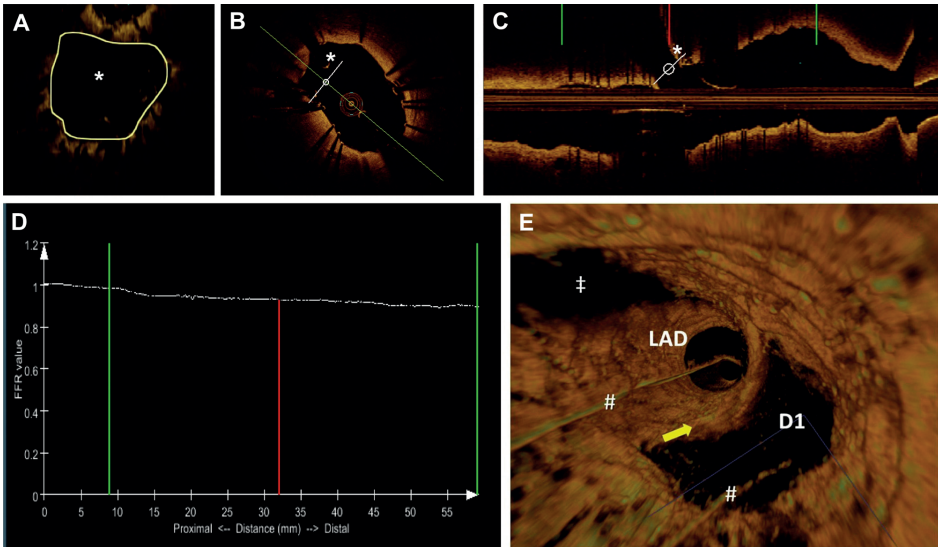 A
*
B
*
C
*
D
1.2
1
0.8
0.6
0.4
0.2
0
FFR value
0 5 10 15 20 25 30 35 40 45 50 55
Proximal <-- Distance (mm) --> Distal
E
‡
LAD
#
D1
#